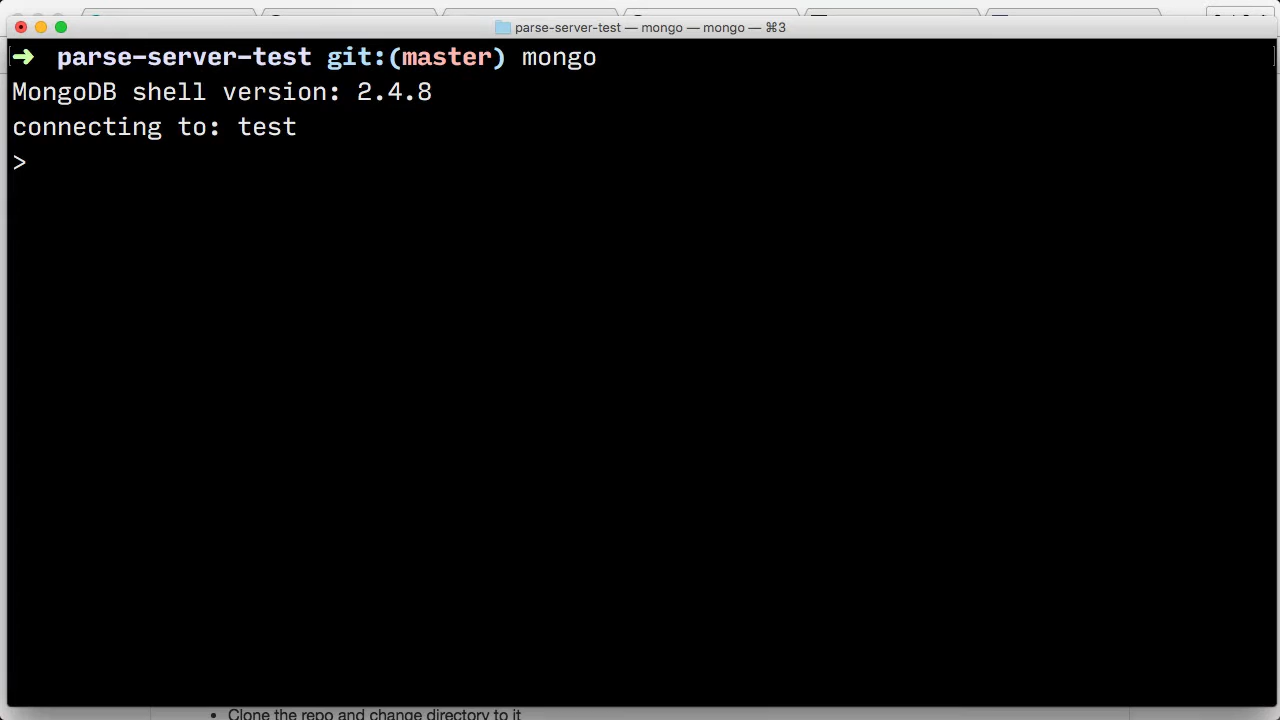 parse-server-test — mongo — mongo — ⌘3
➜ parse-server-test git:(master) mongo
MongoDB shell version: 2.4.8
connecting to: test
>
• Clone the repo and change directory to it